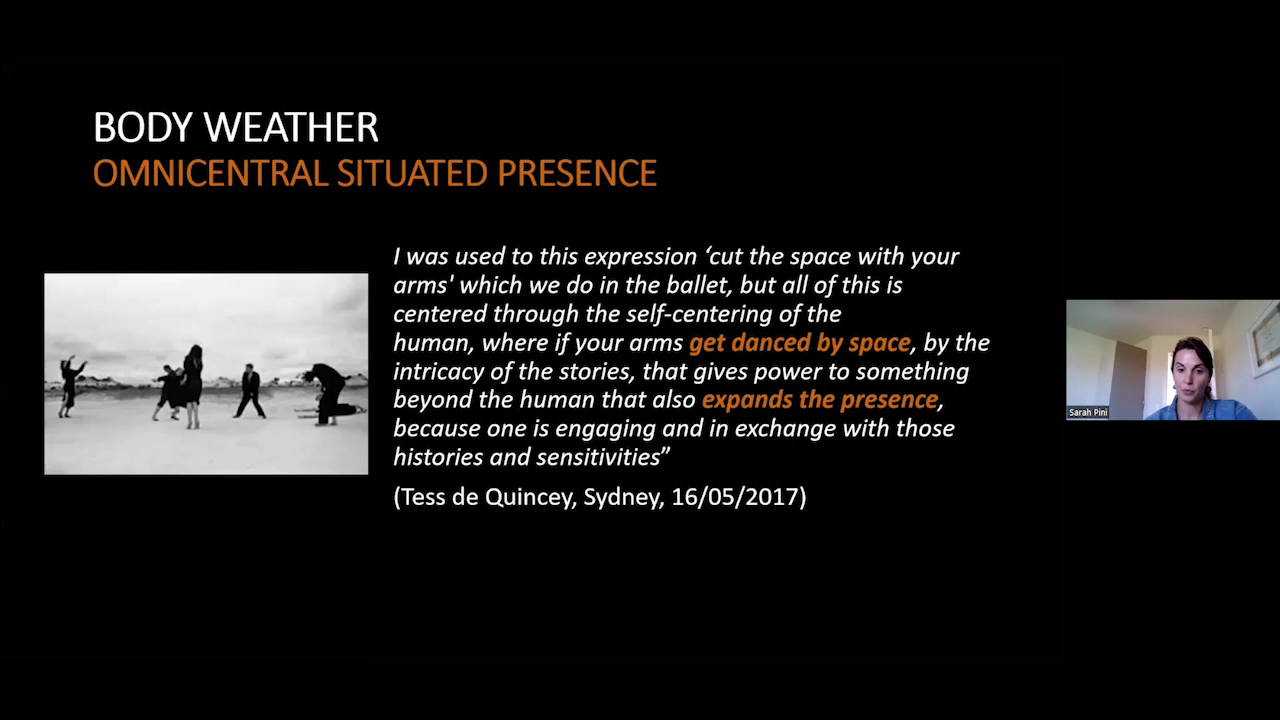 BODY WEATHER
OMNICENTRAL SITUATED PRESENCE
I was used to this expression ‘cut the space with your
arms' which we do in the ballet, but all of this is
centered through the self-centering of the
human, where if your arms get danced by space, by the
intricacy of the stories, that gives power to something
beyond the human that also expands the presence,
because one is engaging and in exchange with those
histories and sensitivities”
(Tess de Quincey, Sydney, 16/05/2017)
Sarah Pini